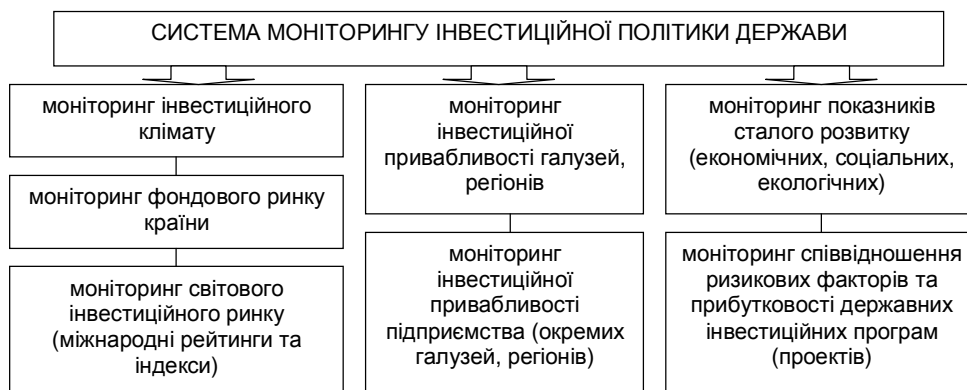 СИСТЕМА МОНІТОРИНГУ ІНВЕСТИЦІЙНОЇ ПОЛІТИКИ ДЕРЖАВИ
моніторинг інвестиційного
клімату
моніторинг фондового ринку
країни
моніторинг світового
інвестиційного ринку
(міжнародні рейтинги та
індекси)
моніторинг
інвестиційної
привабливості галузей,
регіонів
моніторинг
інвестиційної
привабливості
підприємства (окремих
галузей, регіонів)
моніторинг показників
сталого розвитку
(економічних, соціальних,
екологічних)
моніторинг співвідношення
ризикових факторів та
прибутковості державних
інвестиційних програм
(проектів)